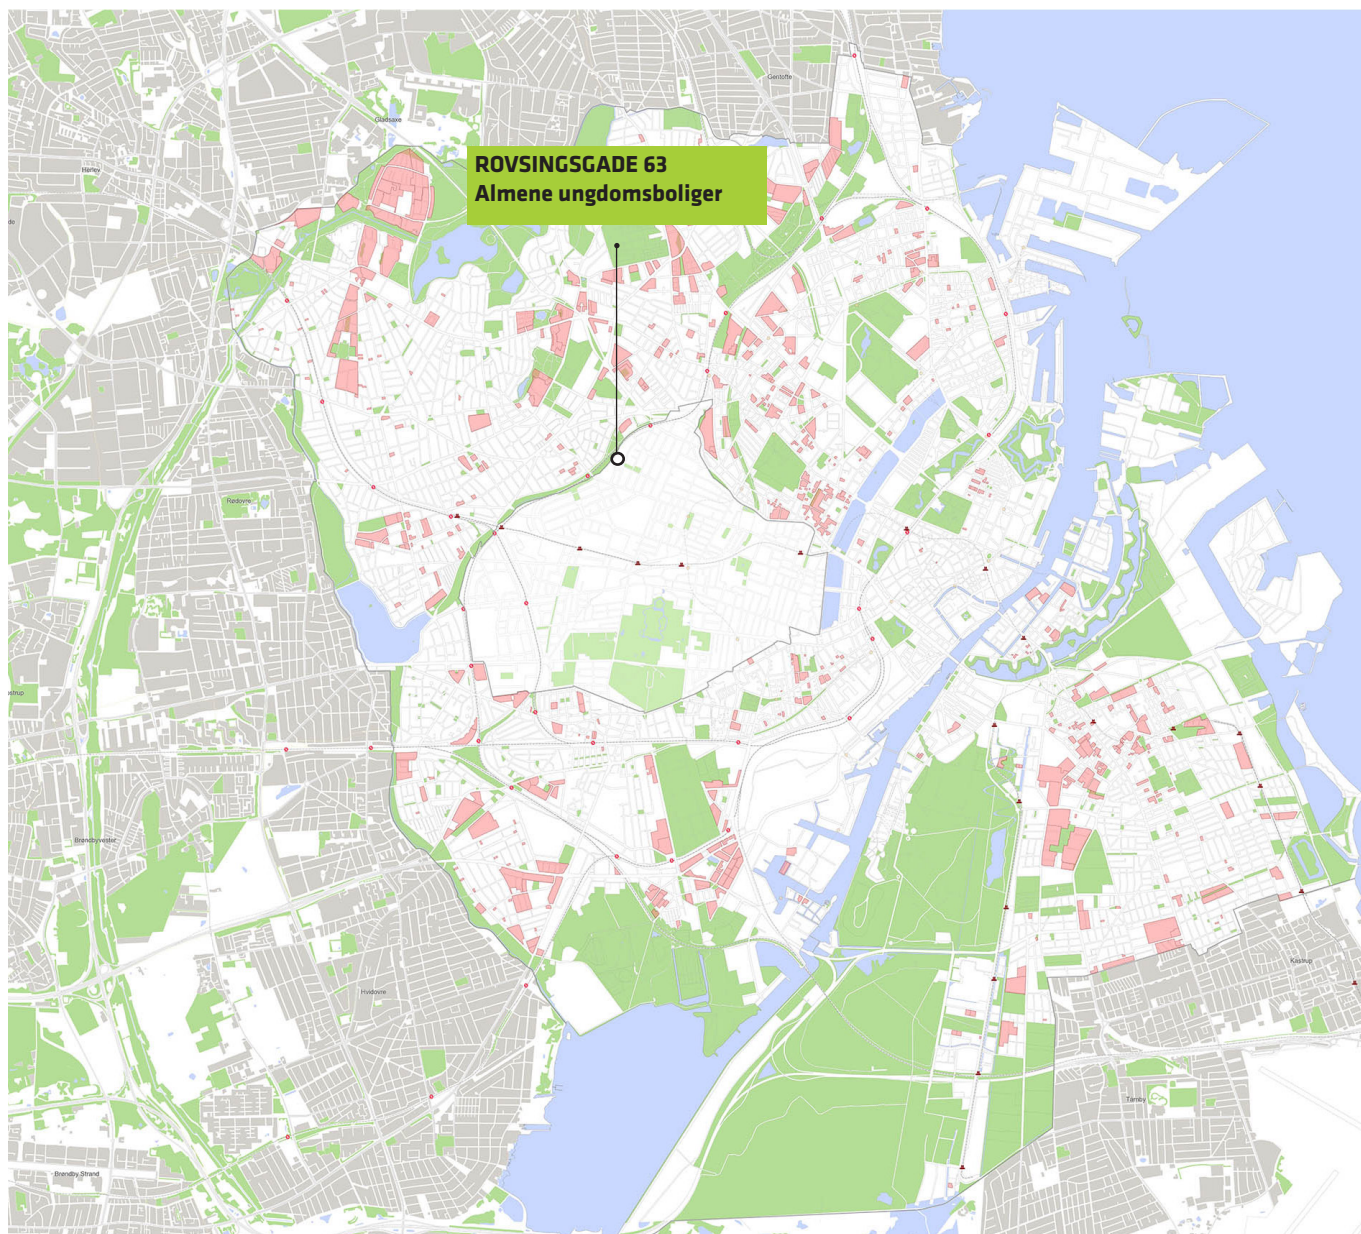 Gentofte
Gladsaxe
ROVSINGSGADE 63
Almene ungdomsboliger
Herlev
Rødovre
Brøndbyvester
Hvidovre
Kastrup
Tårnby
Brøndby Strand